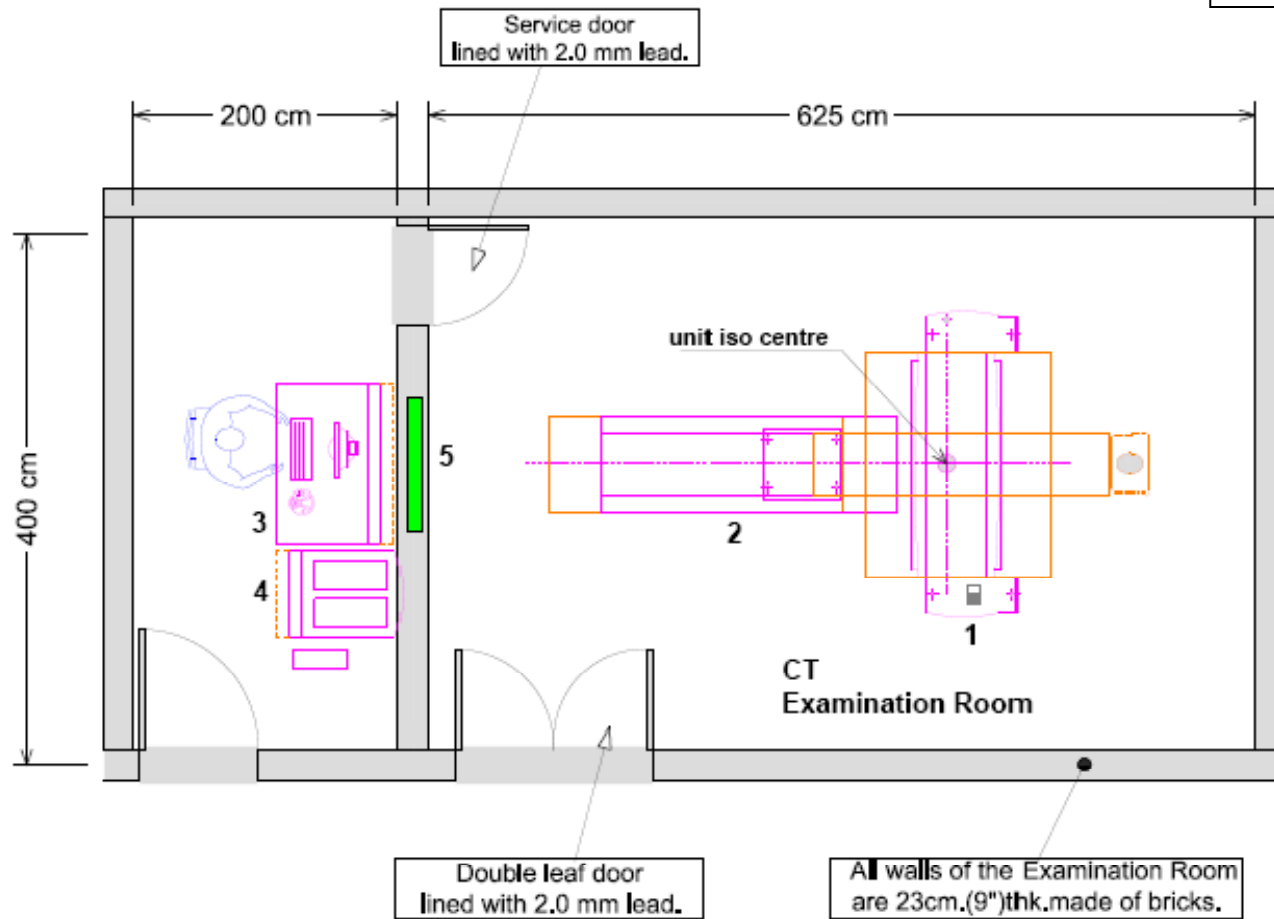 Service door
lined with 2.0 mm lead.
200 cm
625 cm
400 cm
unit iso centre
5
3
2
4
1
CT
Examination Room
Double leaf door
lined with 2.0 mm lead.
All walls of the Examination Room
are 23cm.(9")thk.made of bricks.